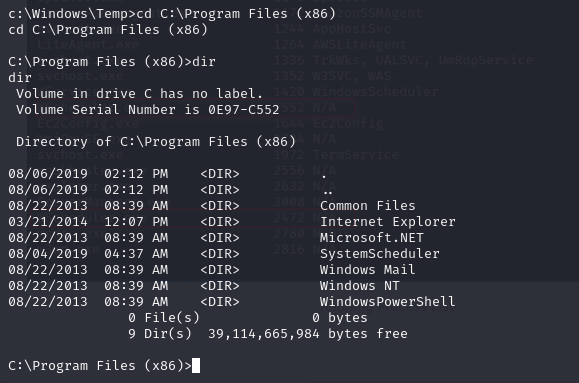 c:\Windows\Temp>cd C:\Program Files (x86)
cd C:\Program Files (x86)
C:\Program Files (x86)>dir
dir
 Volume in drive C has no label.
 Volume Serial Number is 0E97-C552
 Directory of C:\Program Files (x86)
08/06/2019  02:12 PM    <DIR>          .
08/06/2019  02:12 PM    <DIR>          ..
08/22/2013  08:39 AM    <DIR>          Common Files
03/21/2014  12:07 PM    <DIR>          Internet Explorer
08/22/2013  08:39 AM    <DIR>          Microsoft.NET
08/04/2019  04:37 AM    <DIR>          SystemScheduler
08/22/2013  08:39 AM    <DIR>          Windows Mail
08/22/2013  08:39 AM    <DIR>          Windows NT
08/22/2013  08:39 AM    <DIR>          WindowsPowerShell
               0 File(s)              0 bytes
               9 Dir(s)  39,114,665,984 bytes free
C:\Program Files (x86)>